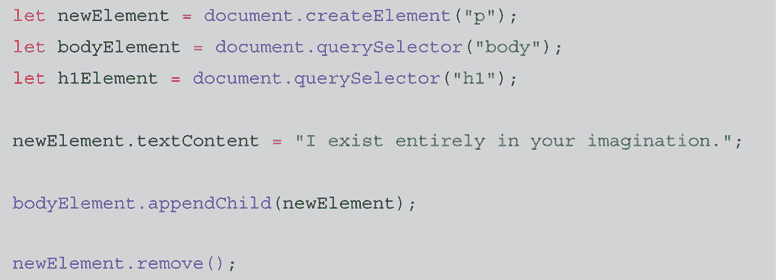 let newElement = document.createElement("p");
let bodyElement = document.querySelector("body");
let h1Element = document.querySelector("h1");
newElement.textContent = "I exist entirely in your imagination.";
bodyElement.appendChild(newElement);
newElement.remove();